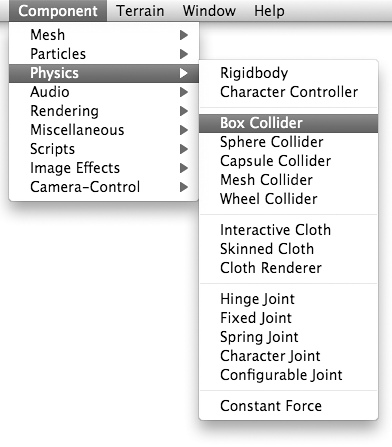 Component Terrain Window Help
Mesh
Particles
Physics
Audio
Rendering
Miscellaneous
Scripts
Image Effects
Camera-Control
Rigidbody
Character Controller
Box Collider
Sphere Collider
Capsule Collider
Mesh Collider
Wheel Collider
Interactive Cloth
Skinned Cloth
Cloth Renderer
Hinge Joint
Fixed Joint
Spring Joint
Character Joint
Configurable Joint
Constant Force